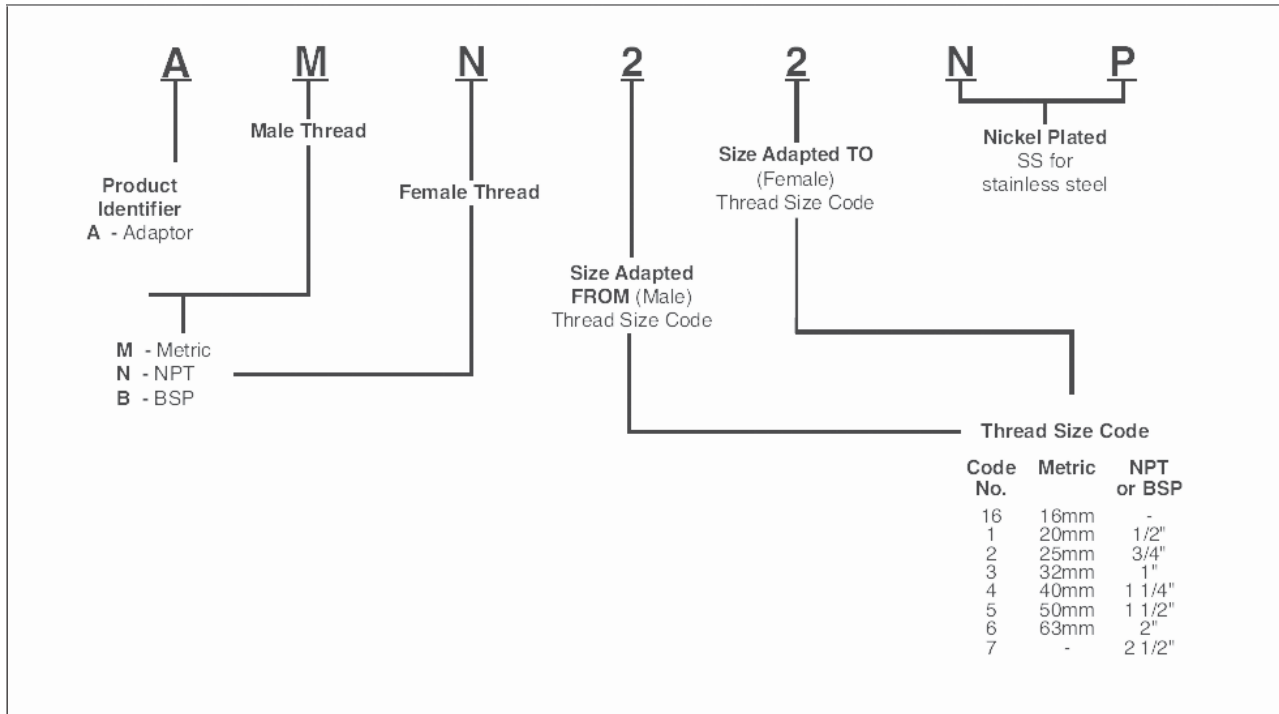 A M N 2 2 N P
Male Thread
Product
Identifier
A - Adaptor
Female Thread
M - Metric
N - NPT
B - BSP
Size Adapted
FROM (Male)
Thread Size Code
Size Adapted TO
(Female)
Thread Size Code
Nickel Plated
SS for
stainless steel
Thread Size Code
Code Metric NPT
No. or BSP
16 16mm -
1 20mm 1/2"
2 25mm 3/4"
3 32mm 1"
4 40mm 1 1/4"
5 50mm 1 1/2"
6 63mm 2"
7 - 2 1/2"